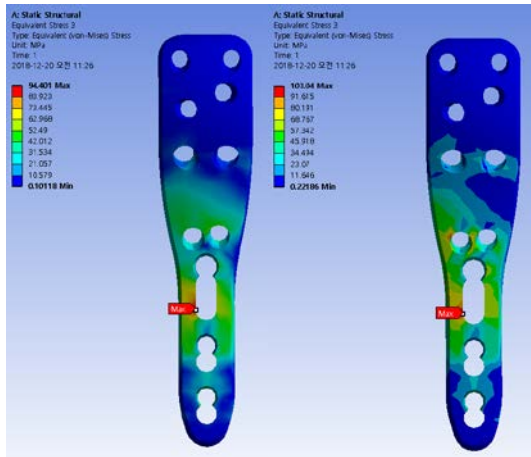 A: Static Structural
Equivalent Stress 3
Type: Equivalent (von-Mises) Stress
Unit: MPa
Time: 1
2018-12-20 오전 11:26
94.401 Max
83.923
73.445
62.968
52.49
42.012
31.534
21.057
10.579
0.10118 Min
Max
A: Static Structural
Equivalent Stress 3
Type: Equivalent (von-Mises) Stress
Unit: MPa
Time: 1
2018-12-20 오전 11:26
103.04 Max
91.615
80.191
68.767
57.342
45.918
34.494
23.07
11.646
0.22186 Min
Max